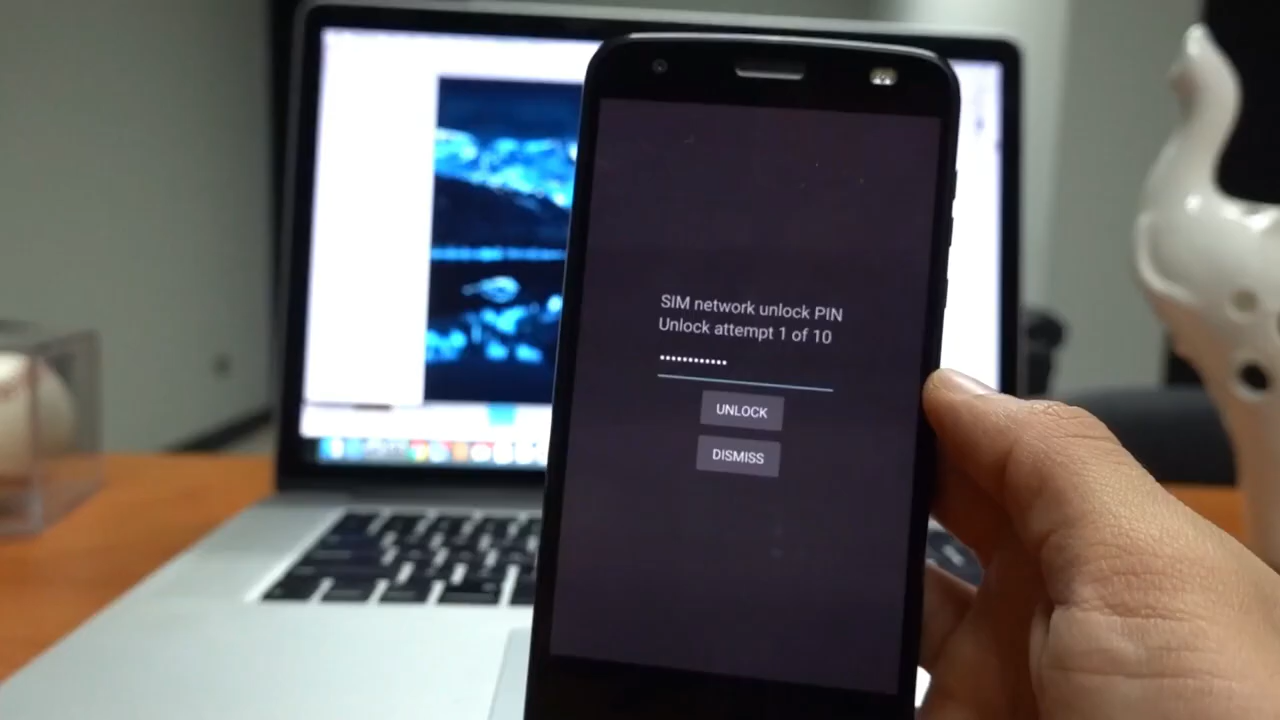 SIM network unlock PIN
Unlock attempt 1 of 10
••••••••••••
UNLOCK
DISMISS